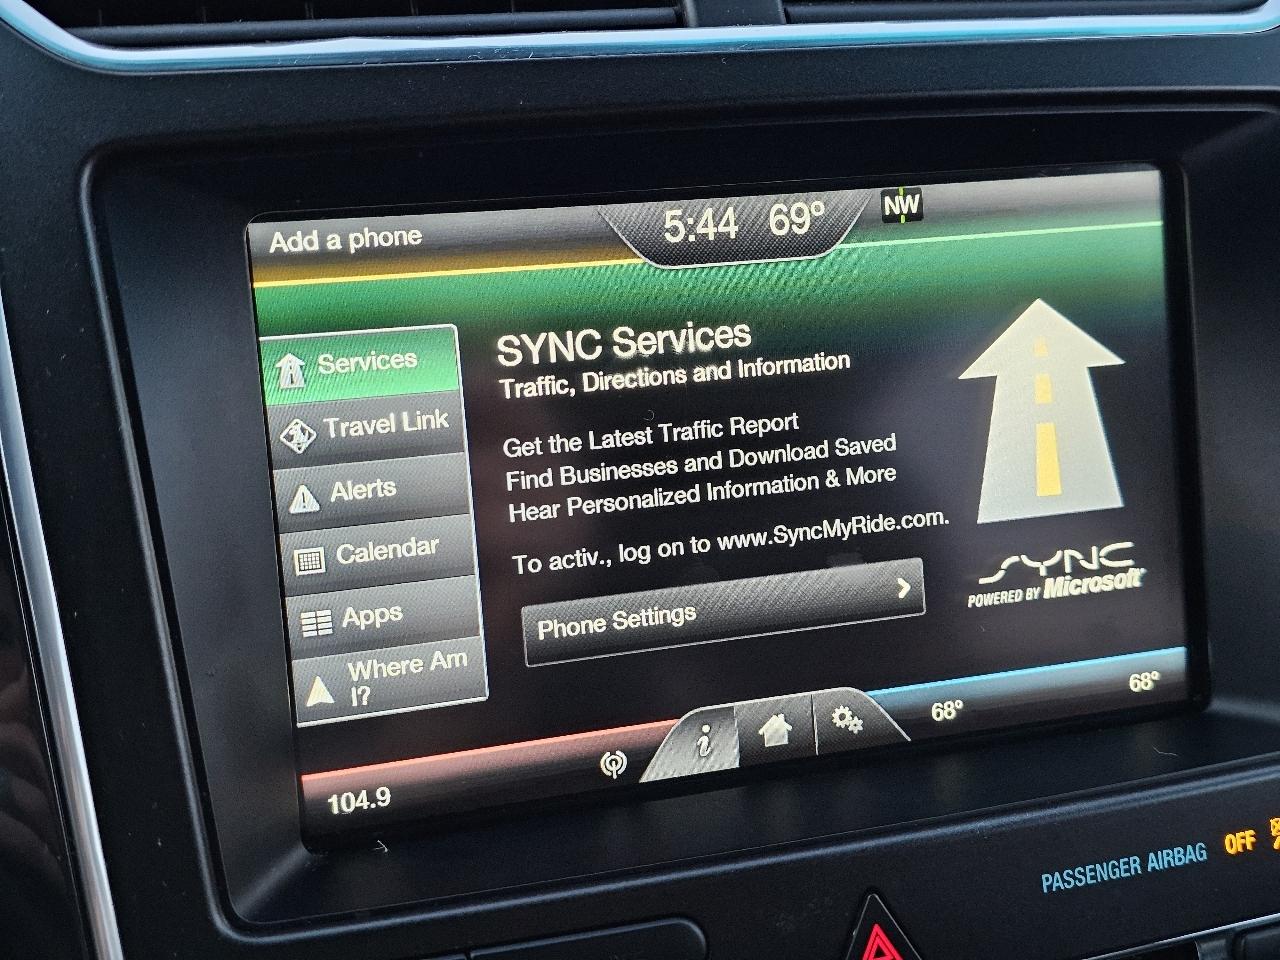 Add a phone
5:44 69°
NW
Services
Travel Link
Alerts
Calendar
Apps
Where Am
I?
SYNC Services
Traffic, Directions and Information
Get the Latest Traffic Report
Find Businesses and Download Saved
Hear Personalized Information & More
To activ., log on to www.SyncMyRide.com.
Phone Settings
SYNC
POWERED BY Microsoft®
104.9
i
68°
68°
PASSENGER AIRBAG OFF